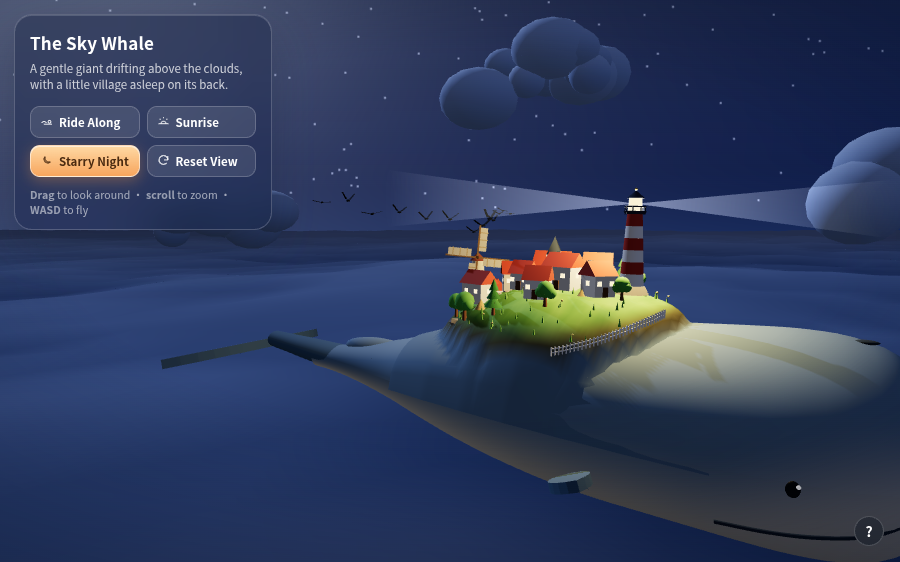 The Sky Whale
A gentle giant drifting above the clouds,
with a little village asleep on its back.
Ride Along
Sunrise
Starry Night
Reset View
Drag to look around • scroll to zoom •
WASD to fly
?